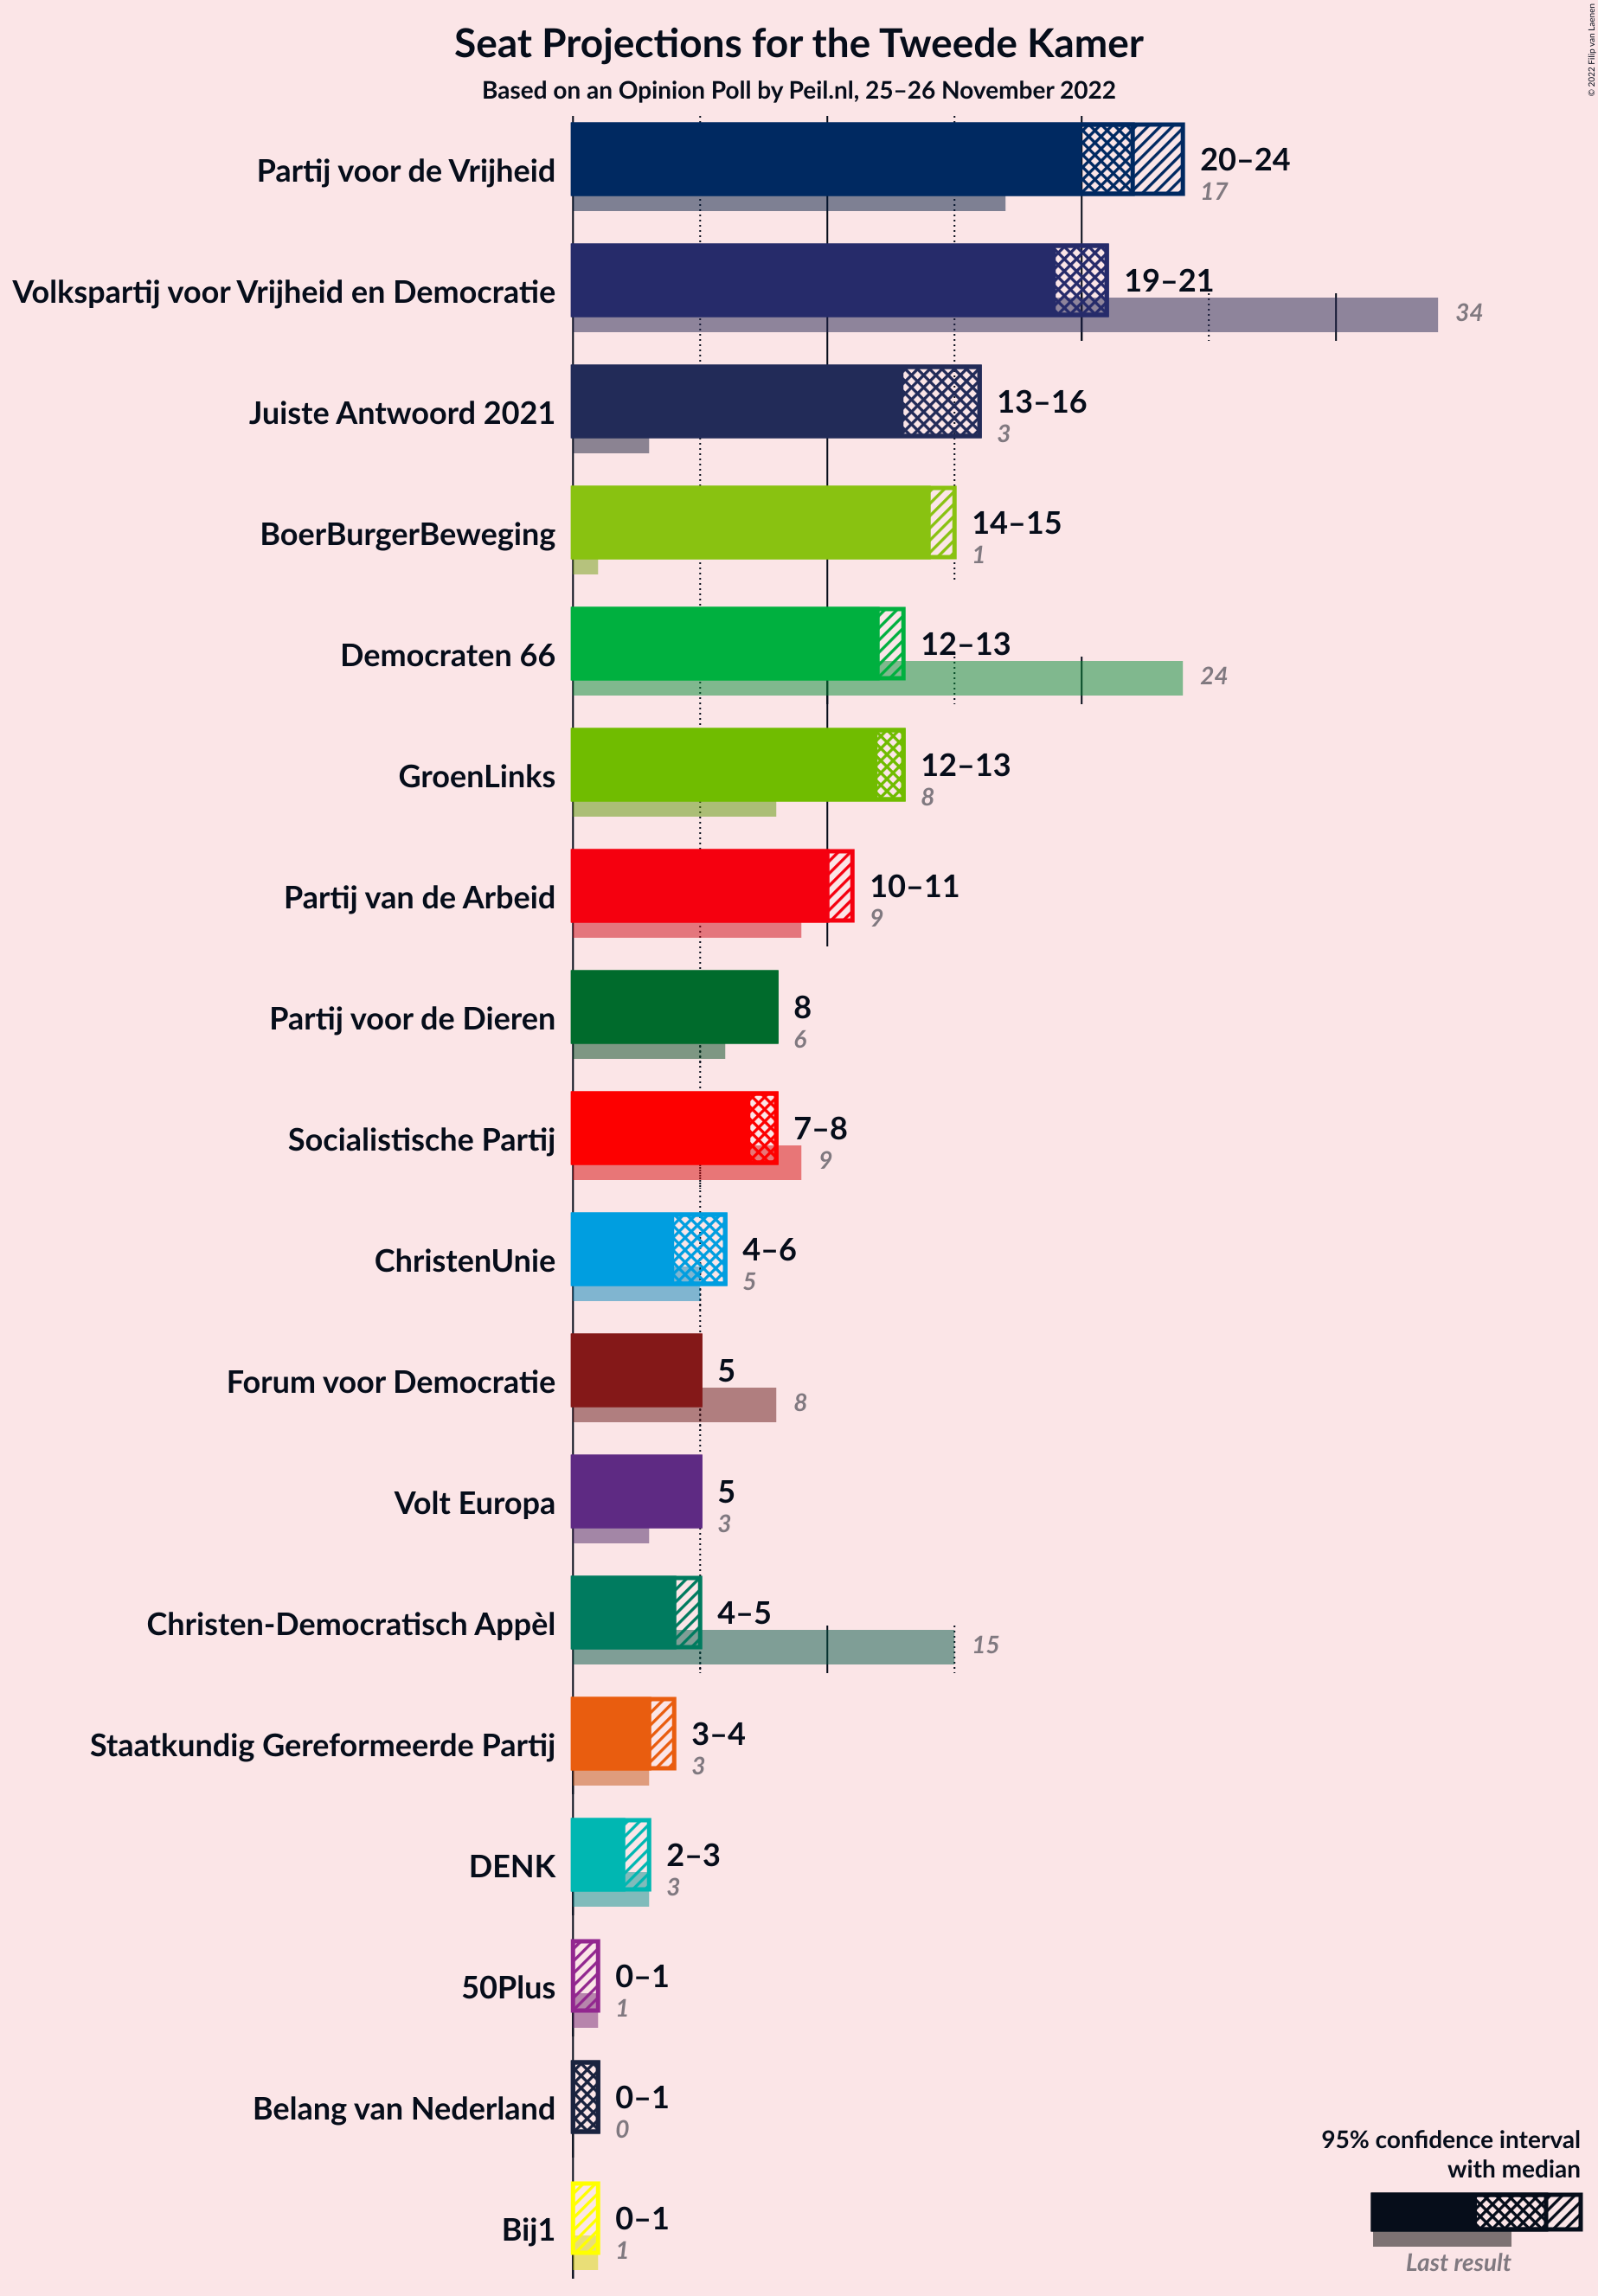 Seat Projections for the Tweede Kamer
Based on an Opinion Poll by Peil.nl, 25–26 November 2022
© 2022 Filip van Laenen
Partij voor de Vrijheid
20–24
17
Volkspartij voor Vrijheid en Democratie
19–21
34
Juiste Antwoord 2021
13–16
3
BoerBurgerBeweging
14–15
1
Democraten 66
12–13
24
GroenLinks
12–13
8
Partij van de Arbeid
10–11
9
Partij voor de Dieren
8
6
Socialistische Partij
7–8
9
ChristenUnie
4–6
5
Forum voor Democratie
5
8
Volt Europa
5
3
Christen-Democratisch Appèl
4–5
15
Staatkundig Gereformeerde Partij
3–4
3
DENK
2–3
3
50Plus
0–1
1
Belang van Nederland
0–1
0
Bij1
0–1
1
95% confidence interval
with median
Last result